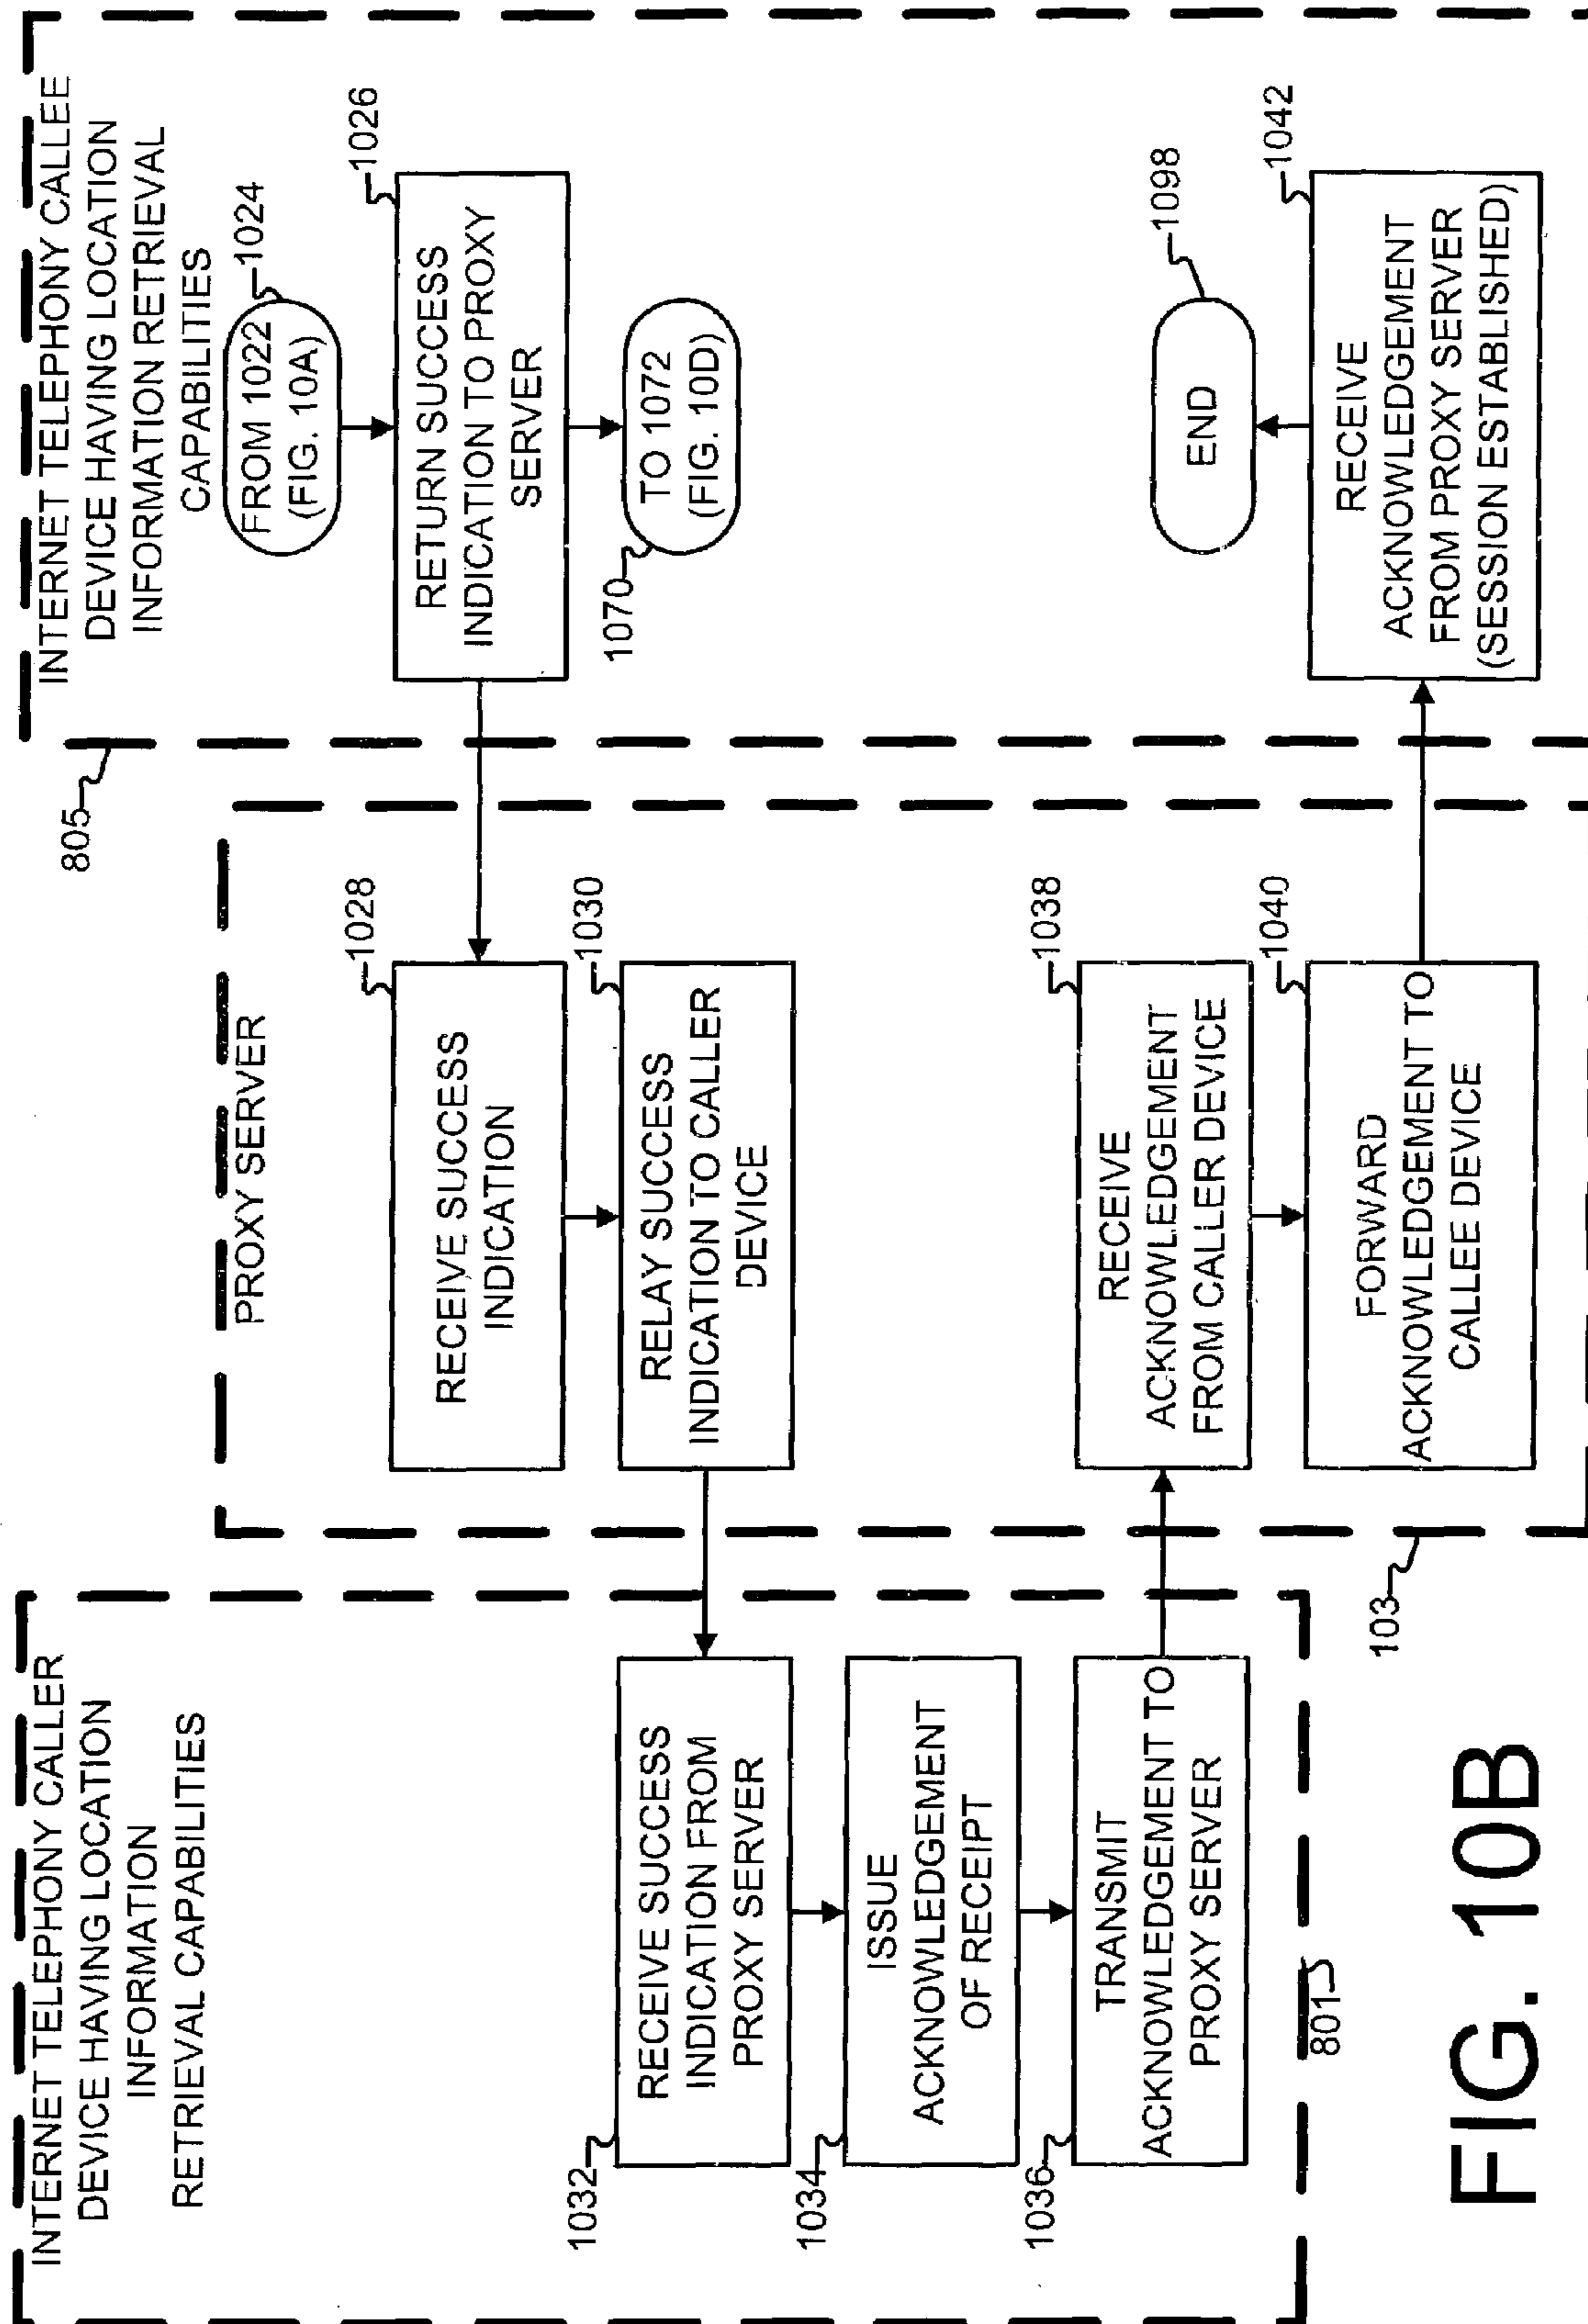 INTERNET TELEPHONY CALLER
DEVICE HAVING LOCATION
INFORMATION
RETRIEVAL CAPABILITIES
1032
RECEIVE SUCCESS
INDICATION FROM
PROXY SERVER
1034
ISSUE
ACKNOWLEDGEMENT
OF RECEIPT
1036
TRANSMIT
ACKNOWLEDGEMENT TO
PROXY SERVER
801
PROXY SERVER
1028
RECEIVE SUCCESS
INDICATION
1030
RELAY SUCCESS
INDICATION TO CALLER
DEVICE
1038
RECEIVE
ACKNOWLEDGEMENT
FROM CALLER DEVICE
1040
FORWARD
ACKNOWLEDGEMENT TO
CALLEE DEVICE
103
805
INTERNET TELEPHONY CALLEE
DEVICE HAVING LOCATION
INFORMATION RETRIEVAL
CAPABILITIES
1024
FROM 1022
(FIG. 10A)
1026
RETURN SUCCESS
INDICATION TO PROXY
SERVER
1070
TO 1072
(FIG. 10D)
1098
END
1042
RECEIVE
ACKNOWLEDGEMENT
FROM PROXY SERVER
(SESSION ESTABLISHED)
FIG. 10B